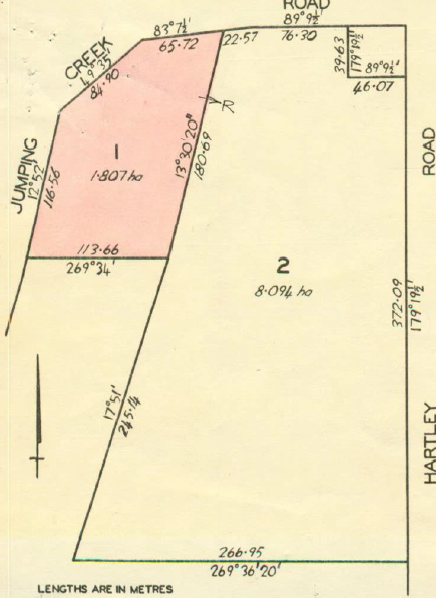 ROAD
83°7½'
65.72
22.57
89°9½'
76.30
39.63
179°19½'
89°9½'
46.07
CREEK
49°35'
84.90
R
JUMPING
12°52'
116.56
1
1.807 ha
13°30'20"
180.69
ROAD
113.66
269°34'
2
8.094 ha
372.09
179°19½'
17°51'
245.14
HARTLEY
266.95
269°36'20"
LENGTHS ARE IN METRES